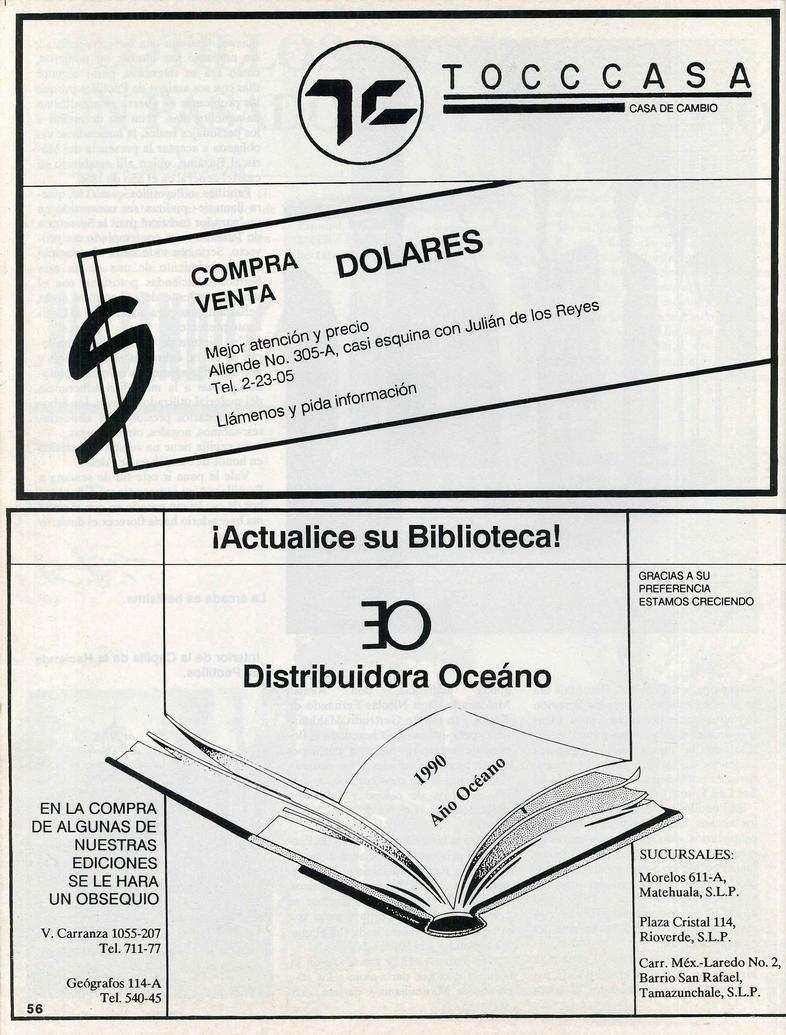 TOCCCASA
CASA DE CAMBIO
COMPRA
VENTA
DOLARES
Mejor atención y precio
Allende No. 305-A, casi esquina con Julián de los Reyes
Tel. 2-23-05
Llámenos y pida información
¡Actualice su Biblioteca!
GRACIAS A SU
PREFERENCIA
ESTAMOS CRECIENDO
Distribuidora Oceáno
1990
Año Océano
EN LA COMPRA
DE ALGUNAS DE
NUESTRAS
EDICIONES
SE LE HARA
UN OBSEQUIO
V. Carranza 1055-207
Tel. 711-77
Geógrafos 114-A
Tel. 540-45
SUCURSALES:
Morelos 611-A,
Matehuala, S.L.P.
Plaza Cristal 114,
Rioverde, S.L.P.
Carr. Méx.-Laredo No. 2,
Barrio San Rafael,
Tamazunchale, S.L.P.
56